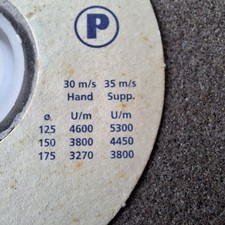 P
30 m/s 35 m/s
Hand Supp.
ø. U/m U/m
125 4600 5300
150 3800 4450
175 3270 3800